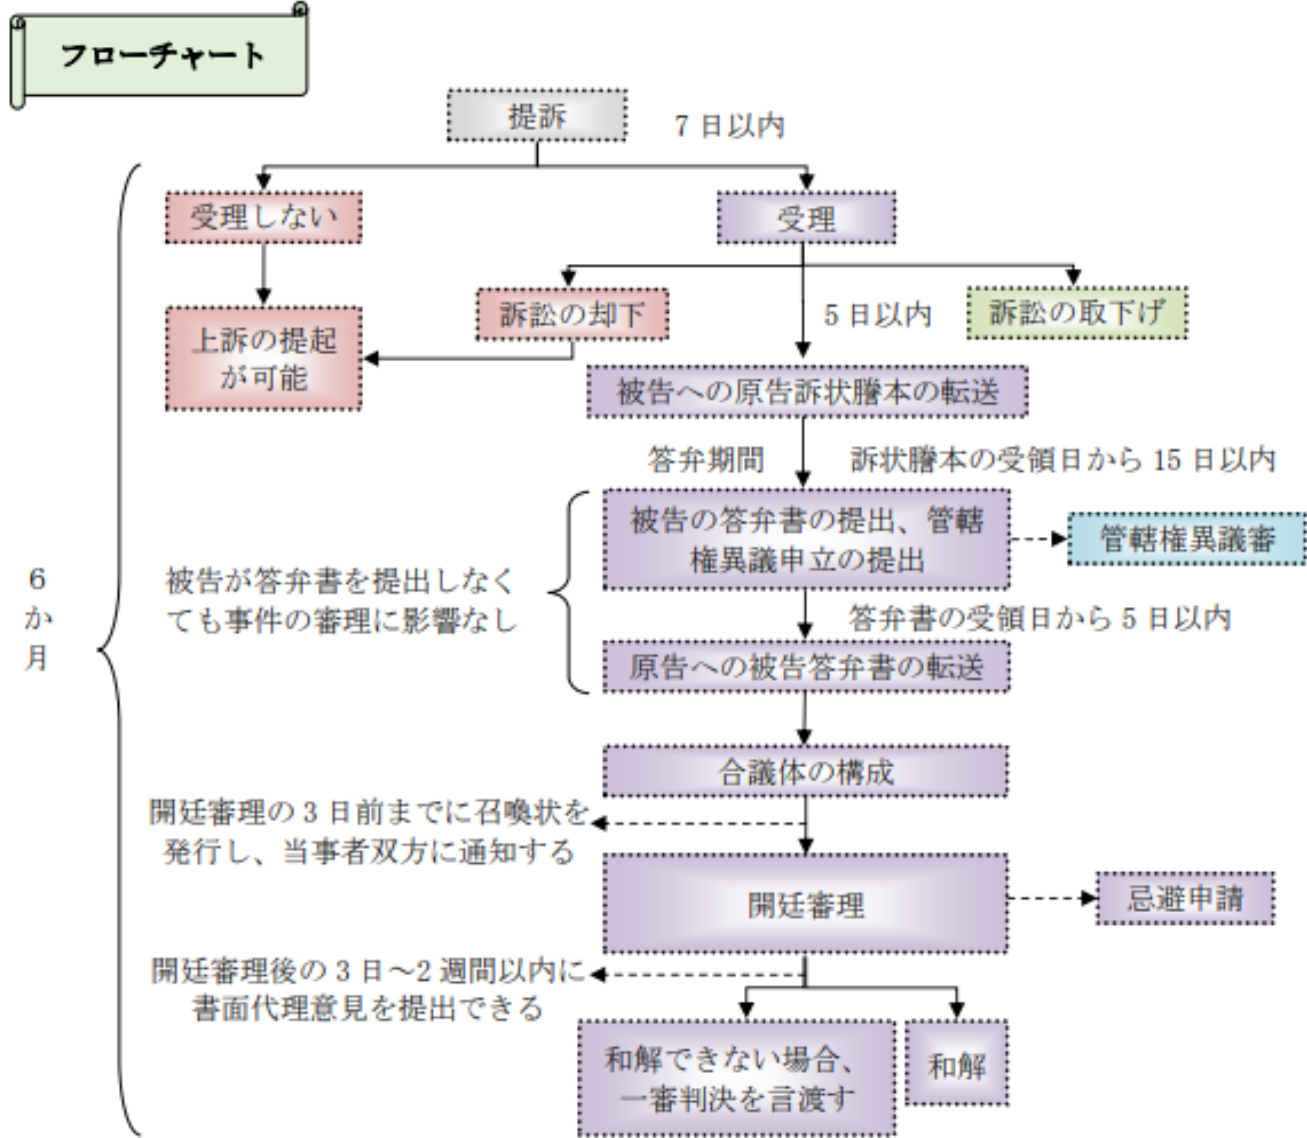 フローチャート
提訴
7 日以内
受理しない
受理
訴訟の却下
5 日以内
訴訟の取下げ
上訴の提起
が可能
被告への原告訴状謄本の転送
答弁期間
訴状謄本の受領日から 15 日以内
被告の答弁書の提出、管轄
権異議申立の提出
管轄権異議審
被告が答弁書を提出しなく
ても事件の審理に影響なし
6
か
月
答弁書の受領日から 5 日以内
原告への被告答弁書の転送
合議体の構成
開廷審理の 3 日前までに召喚状を
発行し、当事者双方に通知する
開廷審理
忌避申請
開廷審理後の 3 日～2 週間以内に
書面代理意見を提出できる
和解できない場合、
一審判決を言渡す
和解